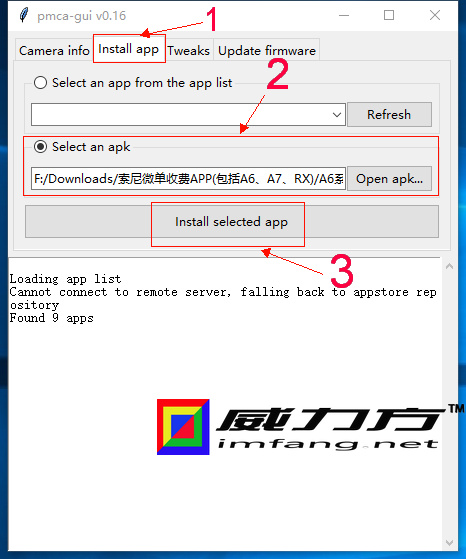 pmca-gui v0.16
1
Camera info Install app Tweaks Update firmware
2
Select an app from the app list
Refresh
Select an apk
F:/Downloads/索尼微单收费APP(包括A6、A7、RX)/A6系 Open apk...
Install selected app
3
Loading app list
Cannot connect to remote server, falling back to appstore rep
ository
Found 9 apps
威力方™
imfang.net